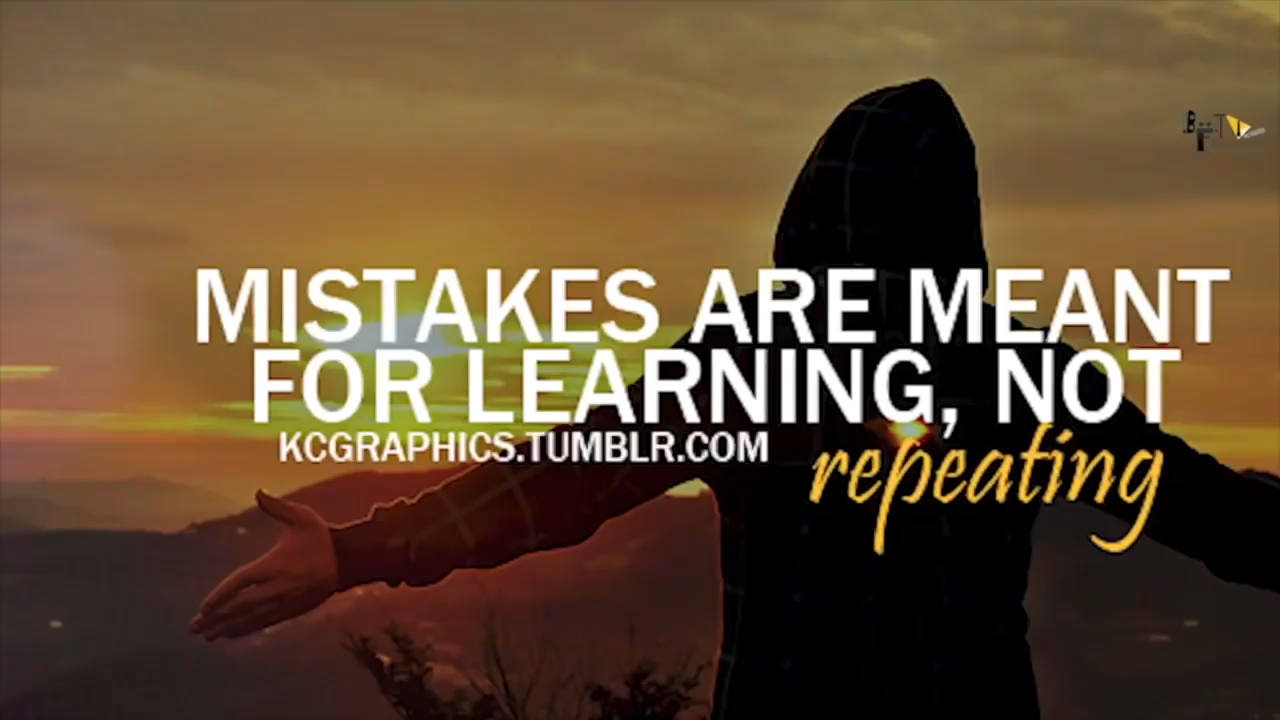 MISTAKES ARE MEANT
FOR LEARNING, NOT
KCGRAPHICS.TUMBLR.COM
repeating